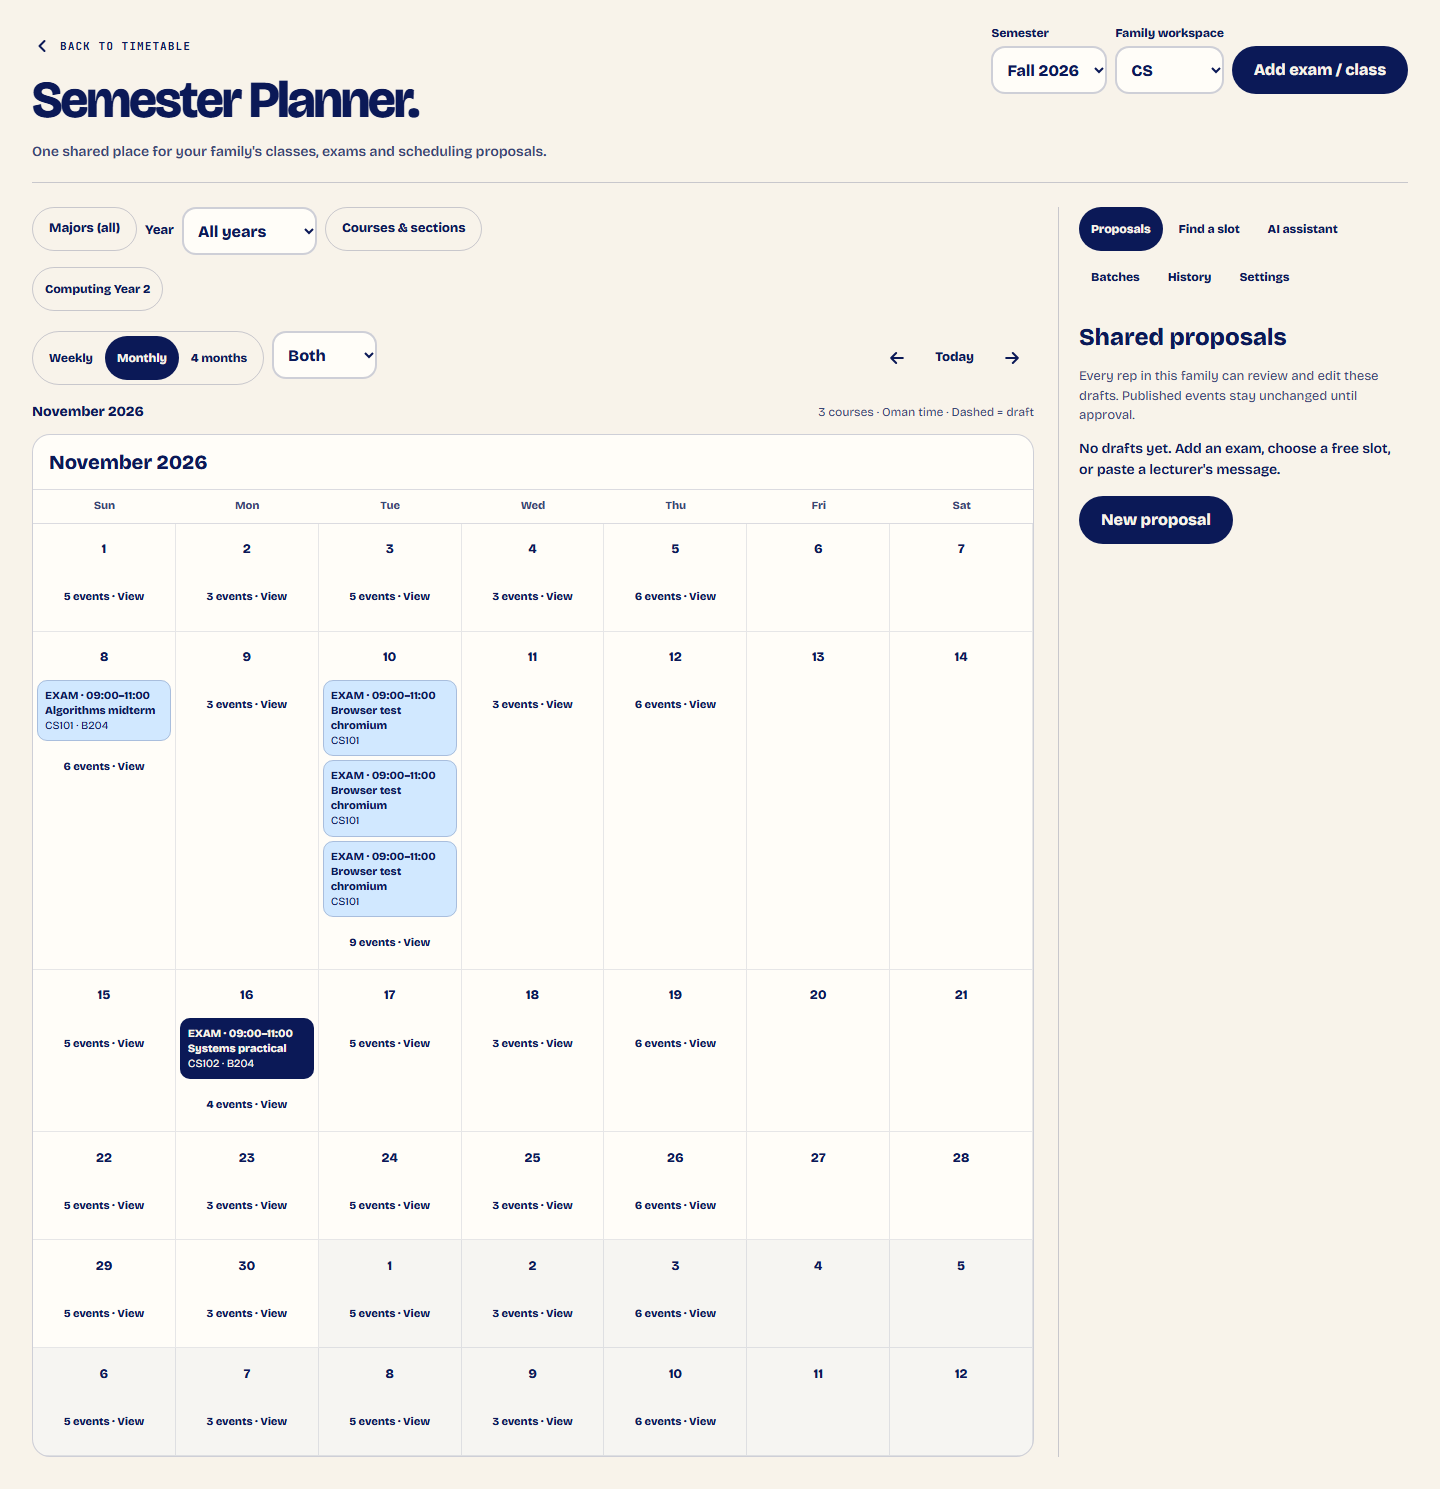 BACK TO TIMETABLE
Semester Planner.
One shared place for your family's classes, exams and scheduling proposals.
Semester
Fall 2026
Family workspace
CS
Add exam / class
Majors (all)
Year
All years
Courses & sections
Computing Year 2
Weekly
Monthly
4 months
Both
Today
November 2026
3 courses · Oman time · Dashed = draft
November 2026
Sun Mon Tue Wed Thu Fri Sat
1 2 3 4 5 6 7
5 events · View
3 events · View
5 events · View
3 events · View
6 events · View
8 9 10 11 12 13 14
EXAM · 09:00–11:00
Algorithms midterm
CS101 · B204
6 events · View
3 events · View
EXAM · 09:00–11:00
Browser test
chromium
CS101
EXAM · 09:00–11:00
Browser test
chromium
CS101
EXAM · 09:00–11:00
Browser test
chromium
CS101
9 events · View
3 events · View
6 events · View
15 16 17 18 19 20 21
5 events · View
EXAM · 09:00–11:00
Systems practical
CS102 · B204
4 events · View
5 events · View
3 events · View
6 events · View
22 23 24 25 26 27 28
5 events · View
3 events · View
5 events · View
3 events · View
6 events · View
29 30 1 2 3 4 5
5 events · View
3 events · View
5 events · View
3 events · View
6 events · View
6 7 8 9 10 11 12
5 events · View
3 events · View
5 events · View
3 events · View
6 events · View
Proposals
Find a slot
AI assistant
Batches
History
Settings
Shared proposals
Every rep in this family can review and edit these
drafts. Published events stay unchanged until
approval.
No drafts yet. Add an exam, choose a free slot,
or paste a lecturer's message.
New proposal